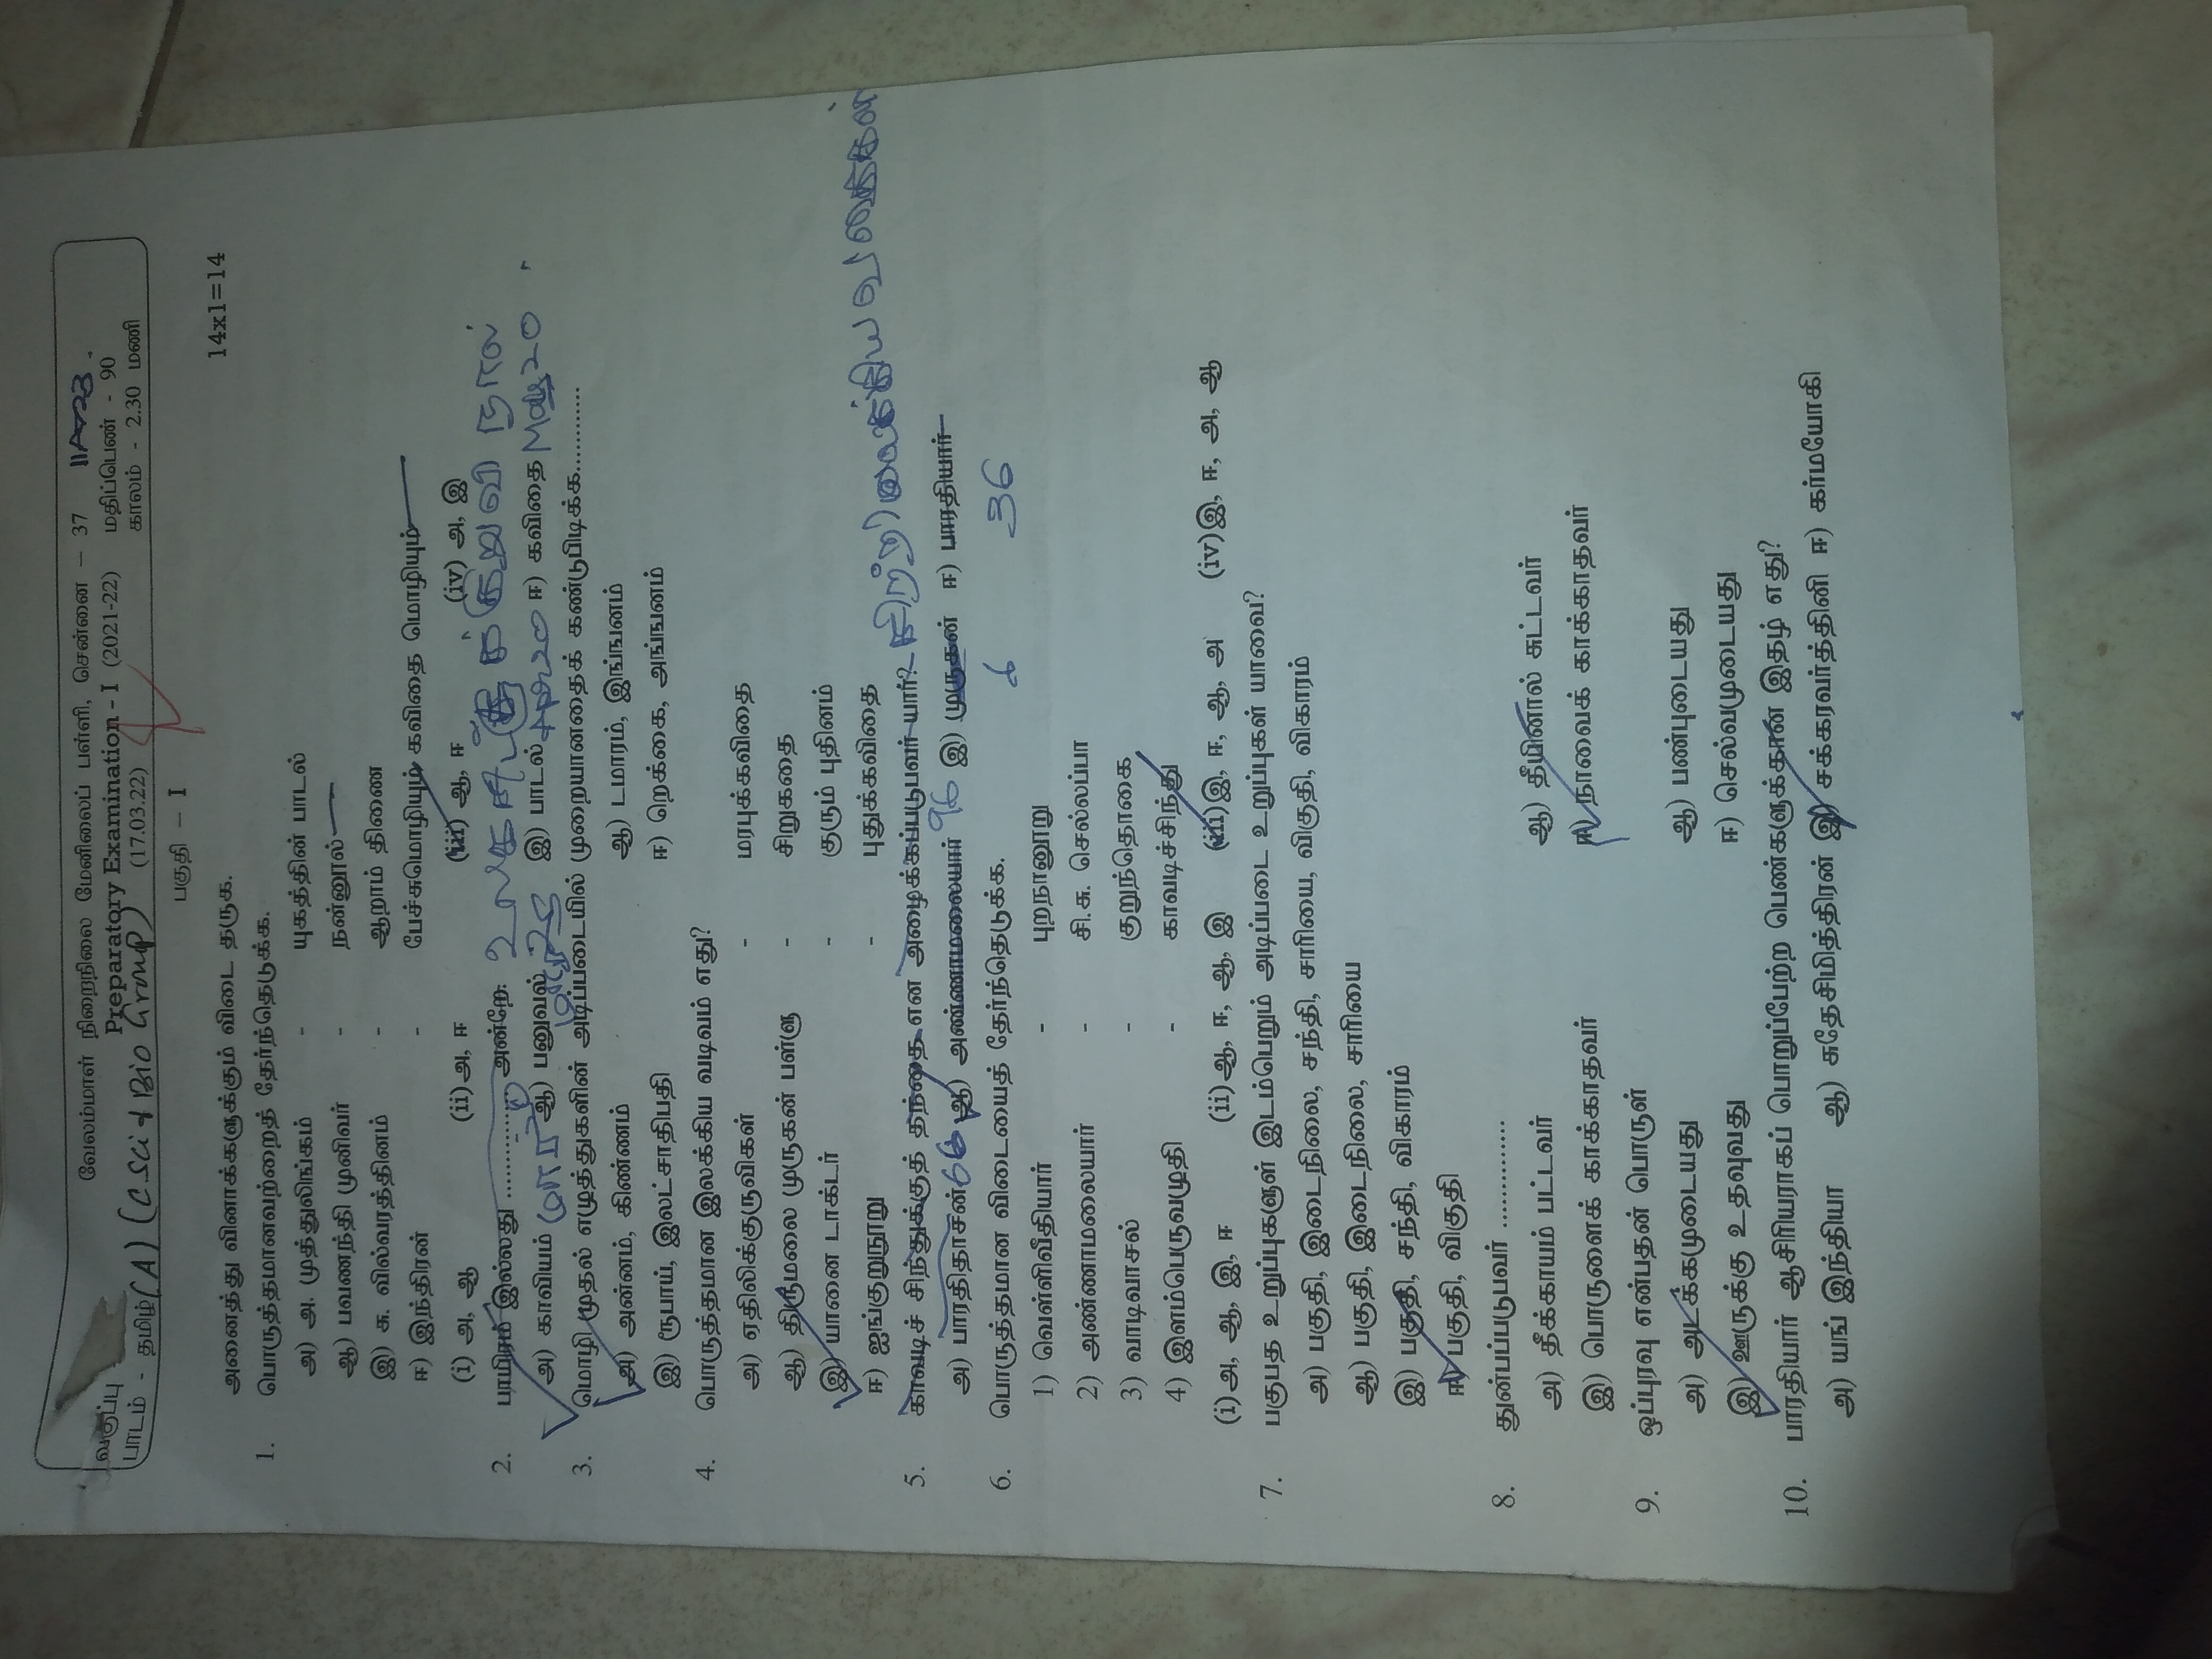 வேலம்மாள் நிறைநிலை மேனிலைப் பள்ளி, சென்னை – 37
வகுப்பு Preparatory Examination - I (2021-22) மதிப்பெண் - 90
பாடம் - தமிழ் (A) (C.Sci & Bio Group) (17.03.22) காலம் - 2.30 மணி
பகுதி – I
அனைத்து வினாக்களுக்கும் விடை தருக. 14x1=14
1. பொருத்தமானவற்றைத் தேர்ந்தெடுக்க.
அ) அ. முத்துலிங்கம் - யுகத்தின் பாடல்
ஆ) பவணந்தி முனிவர் - நன்னூல்
இ) சு. வில்வரத்தினம் - ஆறாம் திணை
ஈ) இந்திரன் - பேச்சுமொழியும் கவிதை மொழியும்
(i) அ, ஆ (ii) அ, ஈ (iii) ஆ, ஈ (iv) அ, இ
2. பாயிரம் இல்லது .............. அன்றே. குருவி நாள்
அ) காவியம் மார் 20 ஆ) பனுவல் இ) பாடல் ஈ) கவிதை May 20
3. மொழி முதல் எழுத்துகளின் அடிப்படையில் முறையானதைக் கண்டுபிடிக்க............
அ) அன்னம், கிண்ணம் ஆ) டமாரம், இங்ஙனம்
இ) ரூபாய், இலட்சாதிபதி ஈ) றெக்கை, அங்ஙனம்
4. பொருத்தமான இலக்கிய வடிவம் எது?
அ) ஏதிலிக்குருவிகள் - மரபுக்கவிதை
ஆ) திருமலை முருகன் பள்ளு - சிறுகதை
இ) யானை டாக்டர் - குரும் புதினம்
ஈ) ஐங்குறுநூறு - புதுக்கவிதை
5. காவடிச் சிந்துக்குத் தந்தை என அழைக்கப்படுபவர் யார்? சிற்றிலக்கிய வகைகள்
அ) பாரதிதாசன் 66 ஆ) அண்ணாமலையார் 96 இ) முருகன் ஈ) பாரதியார்
6. பொருத்தமான விடையைத் தேர்ந்தெடுக்க. 6 36
1) வெள்ளிவீதியார் - புறநானூறு
2) அண்ணாமலையார் - சி.சு. செல்லப்பா
3) வாடிவாசல் - குறுந்தொகை
4) இளம்பெருவழுதி - காவடிச்சிந்து
(i) அ, ஆ, இ, ஈ (ii) ஆ, ஈ, ஆ, இ (iii) இ, ஈ, ஆ, அ (iv) இ, ஈ, அ, ஆ
7. பகுபத உறுப்புகளுள் இடம்பெறும் அடிப்படை உறுப்புகள் யாவை?
அ) பகுதி, இடைநிலை, சந்தி, சாரியை, விகுதி, விகாரம்
ஆ) பகுதி, இடைநிலை, சாரியை
இ) பகுதி, சந்தி, விகாரம்
ஈ) பகுதி, விகுதி
8. துன்பப்படுபவர் ..............
அ) தீக்காயம் பட்டவர் ஆ) தீயினால் சுட்டவர்
இ) பொருளைக் காக்காதவர் ஈ) நாவைக் காக்காதவர்
9. ஒப்புரவு என்பதன் பொருள்
அ) அடக்கமுடையது ஆ) பண்புடையது
இ) ஊருக்கு உதவுவது ஈ) செல்வமுடையது
10. பாரதியார் ஆசிரியராகப் பொறுப்பேற்ற பெண்களுக்கான இதழ் எது?
அ) யங் இந்தியா ஆ) சுதேசிமித்திரன் இ) சக்கரவர்த்தினி ஈ) கர்மயோகி